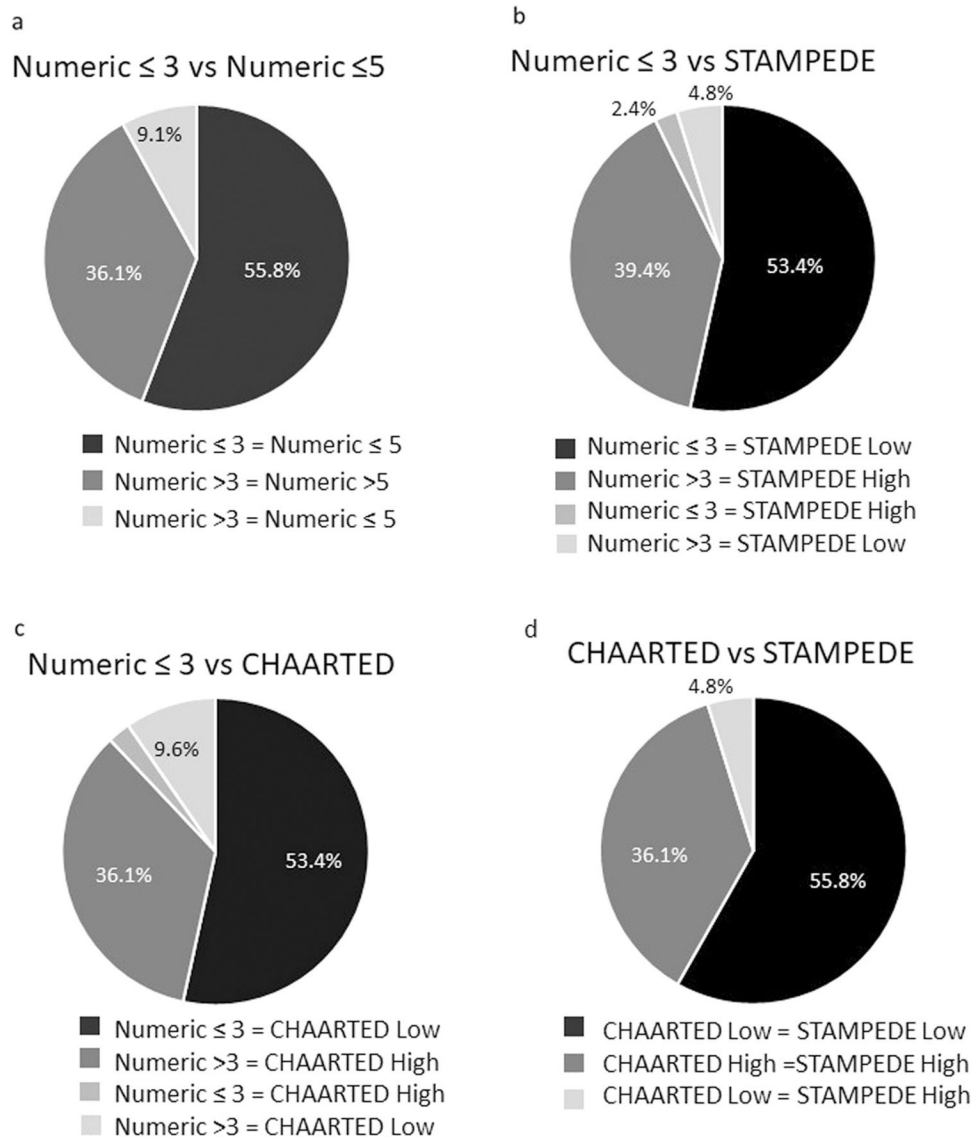 a
Numeric ≤ 3 vs Numeric ≤5
9.1%
36.1%
55.8%
Numeric ≤ 3 = Numeric ≤ 5
Numeric >3 = Numeric >5
Numeric >3 = Numeric ≤ 5
b
Numeric ≤ 3 vs STAMPEDE
4.8%
2.4%
39.4%
53.4%
Numeric ≤ 3 = STAMPEDE Low
Numeric >3 = STAMPEDE High
Numeric ≤ 3 = STAMPEDE High
Numeric >3 = STAMPEDE Low
c
Numeric ≤ 3 vs CHAARTED
9.6%
36.1%
53.4%
Numeric ≤ 3 = CHAARTED Low
Numeric >3 = CHAARTED High
Numeric ≤ 3 = CHAARTED High
Numeric >3 = CHAARTED Low
d
CHAARTED vs STAMPEDE
4.8%
36.1%
55.8%
CHAARTED Low = STAMPEDE Low
CHAARTED High =STAMPEDE High
CHAARTED Low = STAMPEDE High